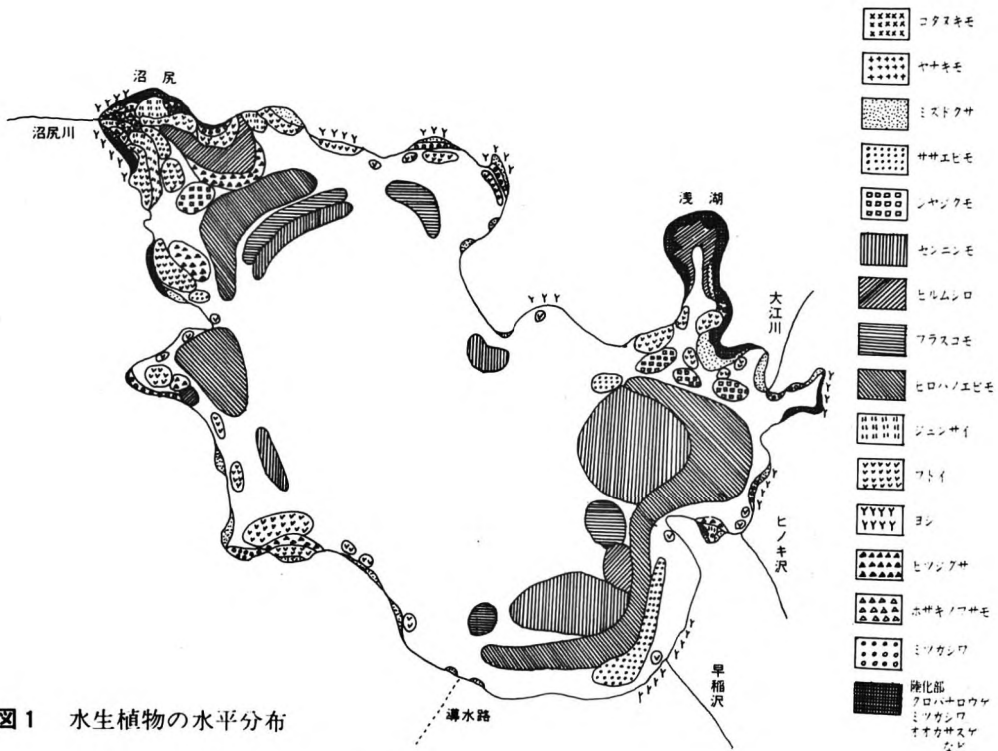 沼尻
沼尻川
浅湖
大江川
ヒノキ沢
早稲沢
導水路
図1 水生植物の水平分布
コタヌキモ
ヤナギモ
ミズドクサ
ササエビモ
シャジクモ
センニンモ
ヒルムシロ
フラスコモ
ヒロハノエビモ
ジュンサイ
フトイ
ヨシ
ヒツジグサ
ホザキノフサモ
ミツガシワ
陸化部
クロバナロウゲ
ミツガシワ
オオカサスゲ
など